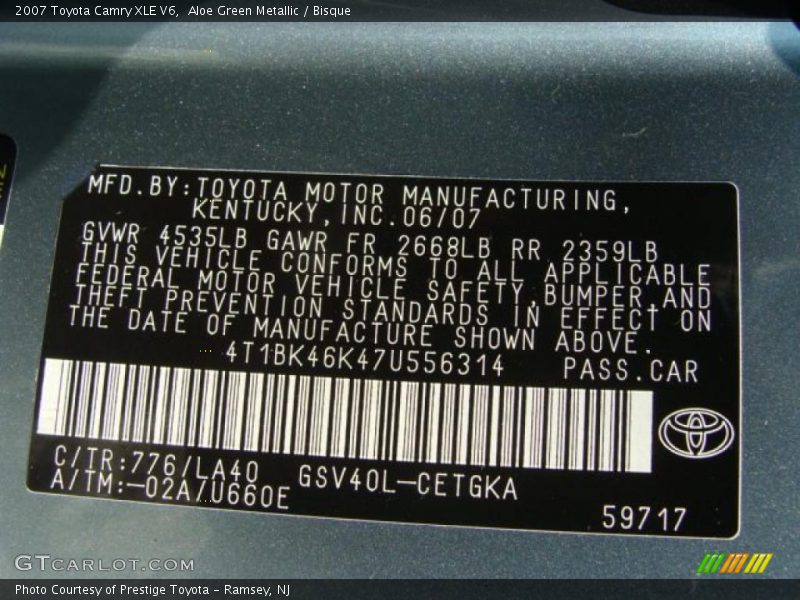 2007 Toyota Camry XLE V6,  Aloe Green Metallic / Bisque
MFD.BY:TOYOTA MOTOR MANUFACTURING,
KENTUCKY,INC.06/07
GVWR 4535LB GAWR FR 2668LB RR 2359LB
THIS VEHICLE CONFORMS TO ALL APPLICABLE
FEDERAL MOTOR VEHICLE SAFETY,BUMPER,AND
THEFT PREVENTION STANDARDS IN EFFECT ON
THE DATE OF MANUFACTURE SHOWN ABOVE.
4T1BK46K47U556314 PASS.CAR
C/TR:776/LA40 GSV40L-CETGKA
A/TM:-02A/U660E
59717
GTCARLOT.COM
Photo Courtesy of Prestige Toyota - Ramsey, NJ